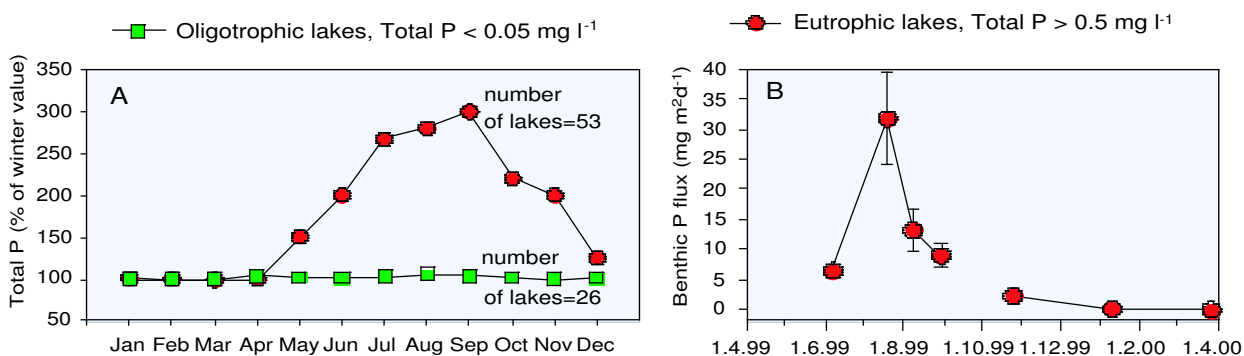 Oligotrophic lakes, Total P < 0.05 mg l⁻¹
Eutrophic lakes, Total P > 0.5 mg l⁻¹
A
number
of lakes=53
number
of lakes=26
Total P (% of winter value)
350
300
250
200
150
100
50
Jan Feb Mar Apr May Jun Jul Aug Sep Oct Nov Dec
B
Benthic P flux (mg m²d⁻¹)
40
35
30
25
20
15
10
5
0
1.4.99 1.6.99 1.8.99 1.10.99 1.12.99 1.2.00 1.4.00